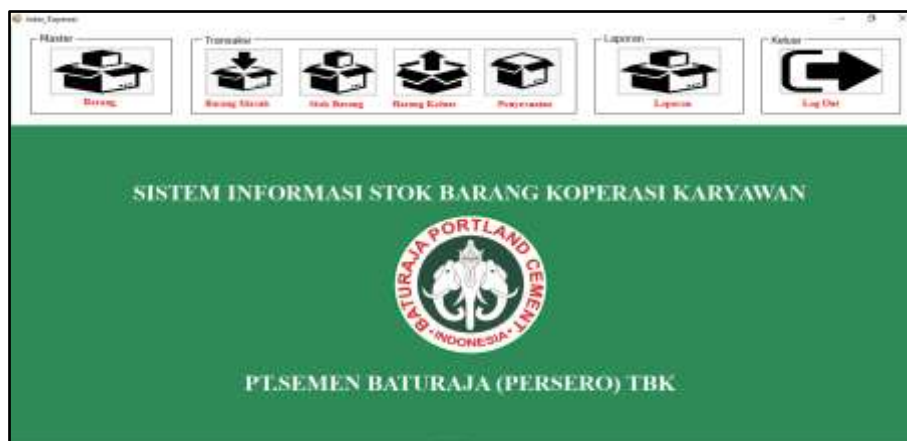 Master
Transaksi
Laporan
Keluar
Barang
Barang Masuk
Stok Barang
Barang Keluar
Penyewaan
Laporan
Log Out
SISTEM INFORMASI STOK BARANG KOPERASI KARYAWAN
BATURAJA PORTLAND CEMENT
INDONESIA
PT.SEMEN BATURAJA (PERSERO) TBK